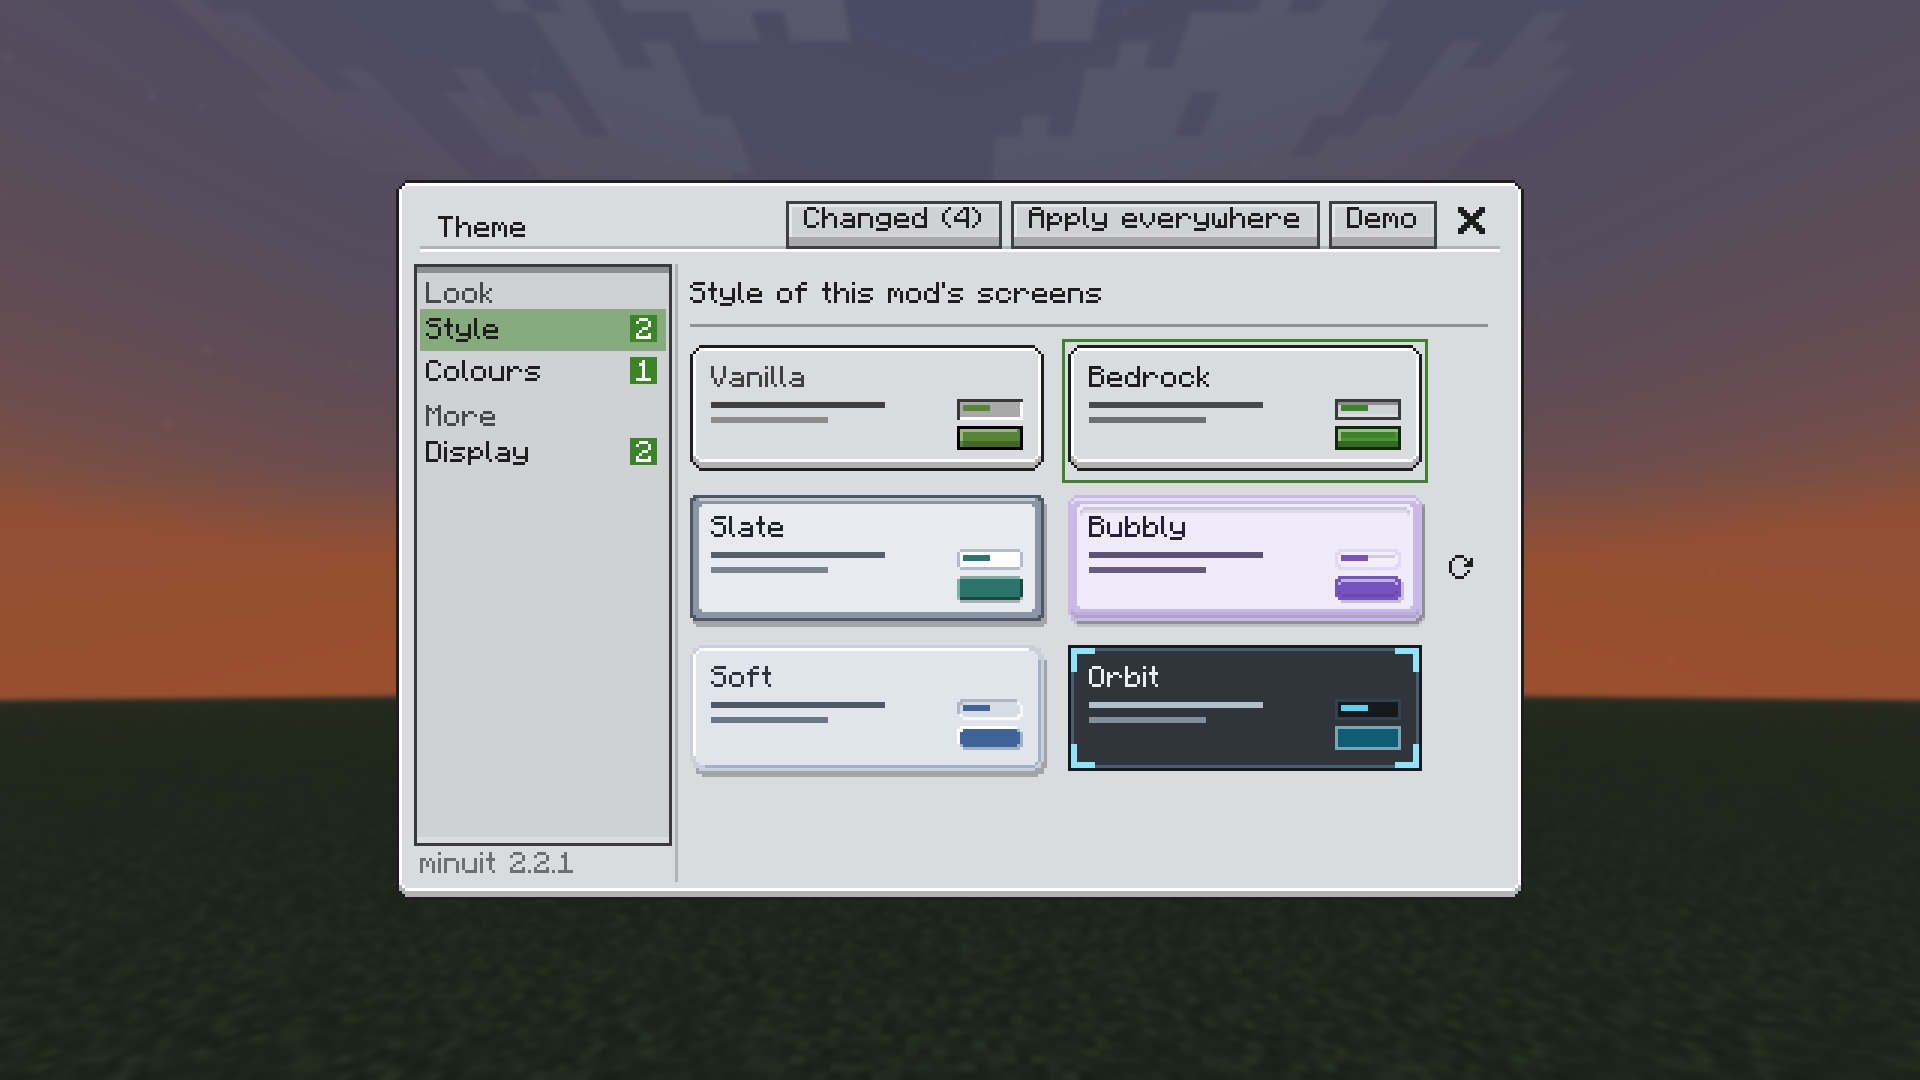 Theme
Changed (4)
Apply everywhere
Demo
Look
Style 2
Colours 1
More
Display 2
minuit 2.2.1
Style of this mod's screens
Vanilla
Bedrock
Slate
Bubbly
Soft
Orbit